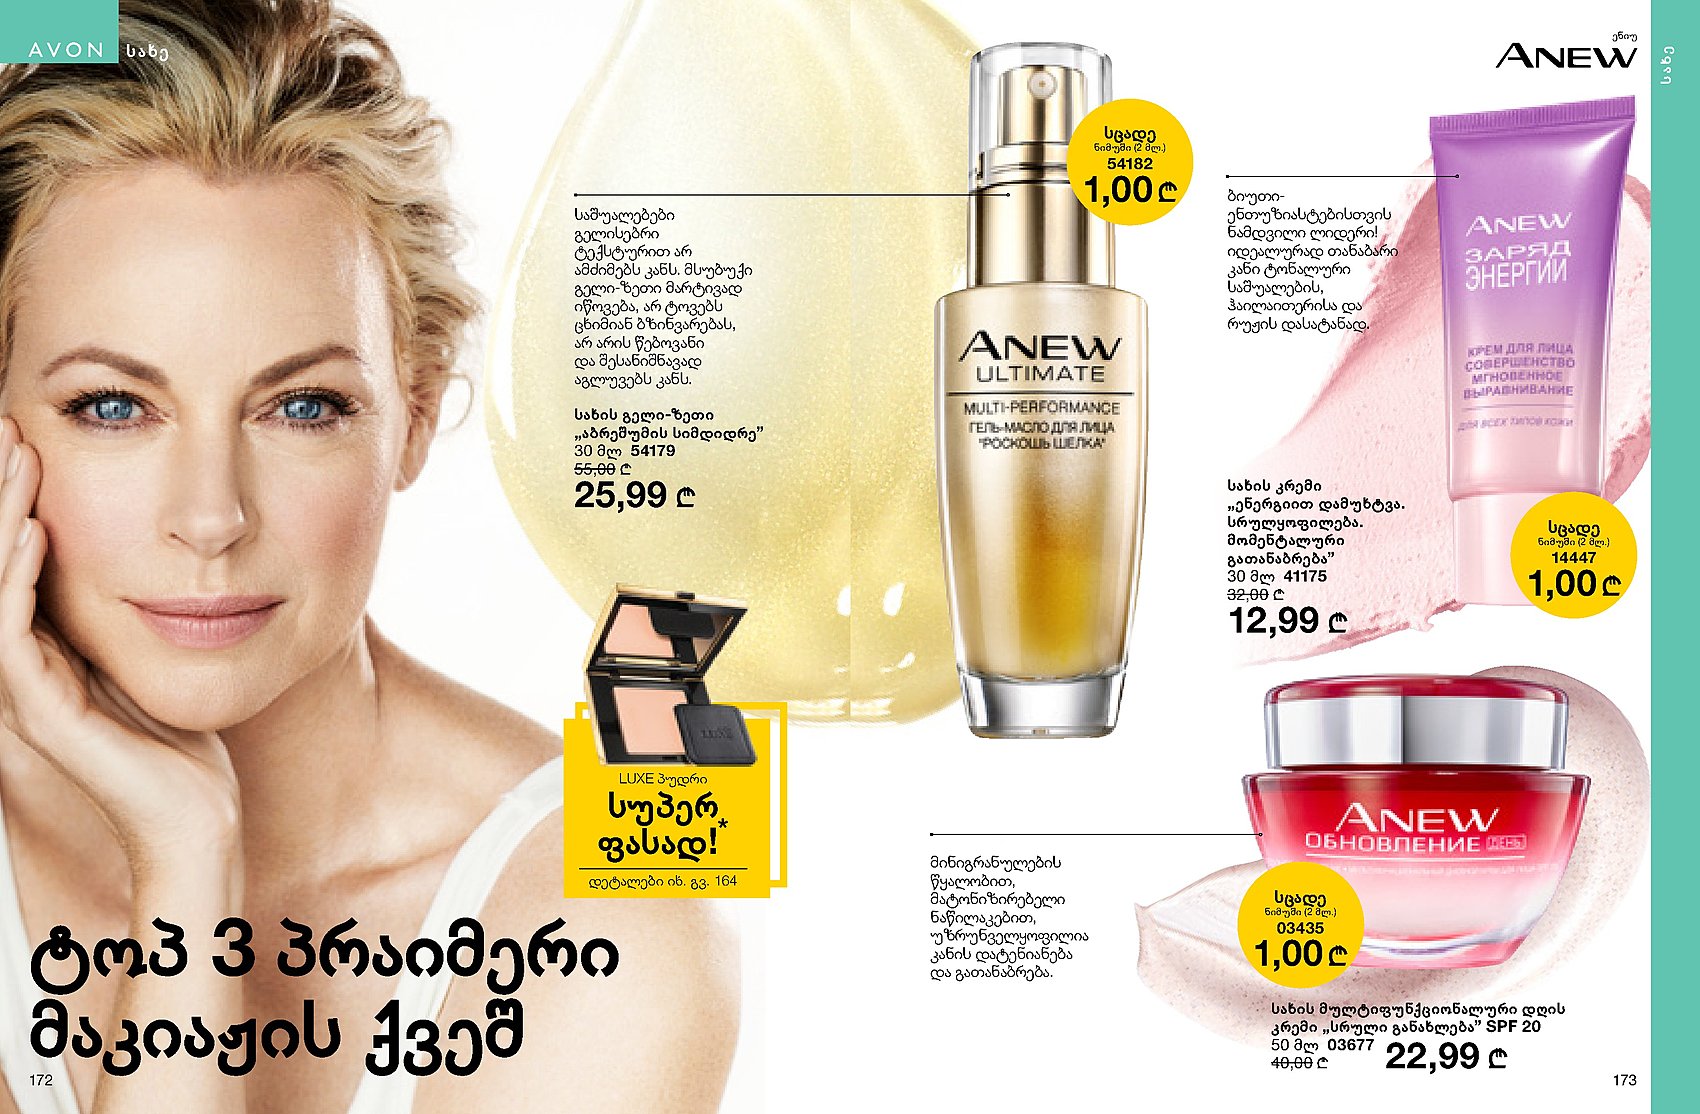 AVON სახე
ტოპ 3 პრაიმერი
მაკიაჟის ქვეშ
172
საშუალებები
გელისებრი
ტექსტურით არ
ამძიმებს კანს. მსუბუქი
გელი-ზეთი მარტივად
იწოვება, არ ტოვებს
ცხიმიან ბზინვარებას,
არ არის წებოვანი
და შესანიშნავად
აგლუვებს კანს.
სახის გელი-ზეთი
„აბრეშუმის სიმდიდრე”
30 მლ 54179
55,00 ₾
25,99 ₾
LUXE პუდრი
სუპერ
ფასად!*
დეტალები იხ. გვ. 164
სცადე
ნიმუში (2 მლ.)
54182
1,00 ₾
ANEW
ULTIMATE
MULTI-PERFORMANCE
ГЕЛЬ-МАСЛО ДЛЯ ЛИЦА
"РОСКОШЬ ШЕЛКА"
ენიუ
ANEW
სახე
ბიუთი-
ენთუზიასტებისთვის
ნამდვილი ლიდერი!
იდეალურად თანაბარი
კანი ტონალური
საშუალების,
ჰაილაითერისა და
რუჟის დასატანად.
ANEW
ЗАРЯД
ЭНЕРГИИ
КРЕМ ДЛЯ ЛИЦА
СОВЕРШЕНСТВО
МГНОВЕННОЕ
ВЫРАВНИВАНИЕ
ДЛЯ ВСЕХ ТИПОВ КОЖИ
სახის კრემი
„ენერგიით დამუხტვა.
სრულყოფილება.
მომენტალური
გათანაბრება”
30 მლ 41175
32,00 ₾
12,99 ₾
სცადე
ნიმუში (2 მლ.)
14447
1,00 ₾
მინიგრანულების
წყალობით,
მატონიზირებელი
ნაწილაკებით,
უზრუნველყოფილია
კანის დატენიანება
და გათანაბრება.
ANEW
ОБНОВЛЕНИЕ ДЕНЬ
სცადე
ნიმუში (2 მლ.)
03435
1,00 ₾
სახის მულტიფუნქციონალური დღის
კრემი „სრული განახლება” SPF 20
50 მლ 03677
40,00 ₾
22,99 ₾
173